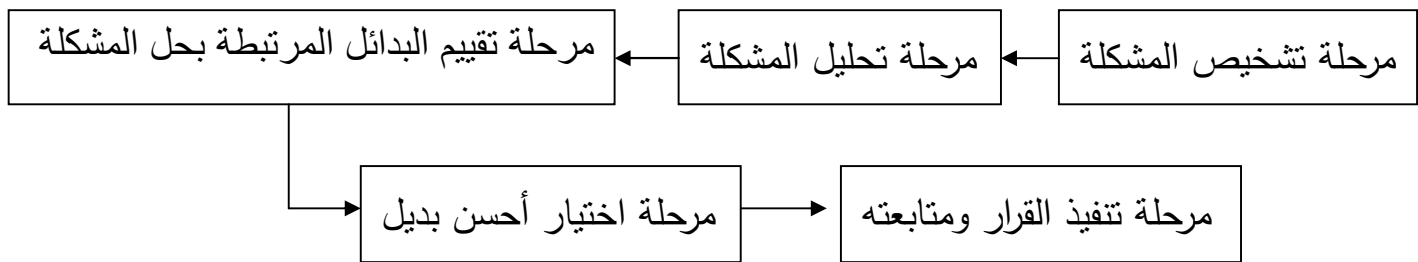 مرحلة تشخيص المشكلة
مرحلة تحليل المشكلة
مرحلة تقييم البدائل المرتبطة بحل المشكلة
مرحلة اختيار أحسن بديل
مرحلة تنفيذ القرار ومتابعته